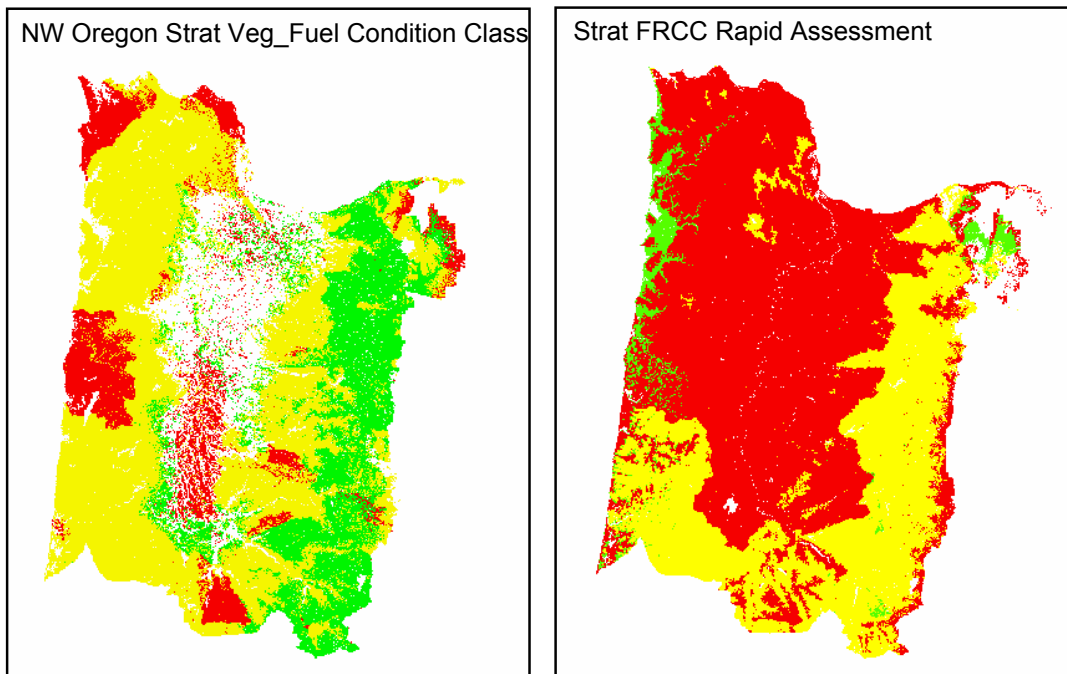 NW Oregon Strat Veg_Fuel Condition Class
Strat FRCC Rapid Assessment